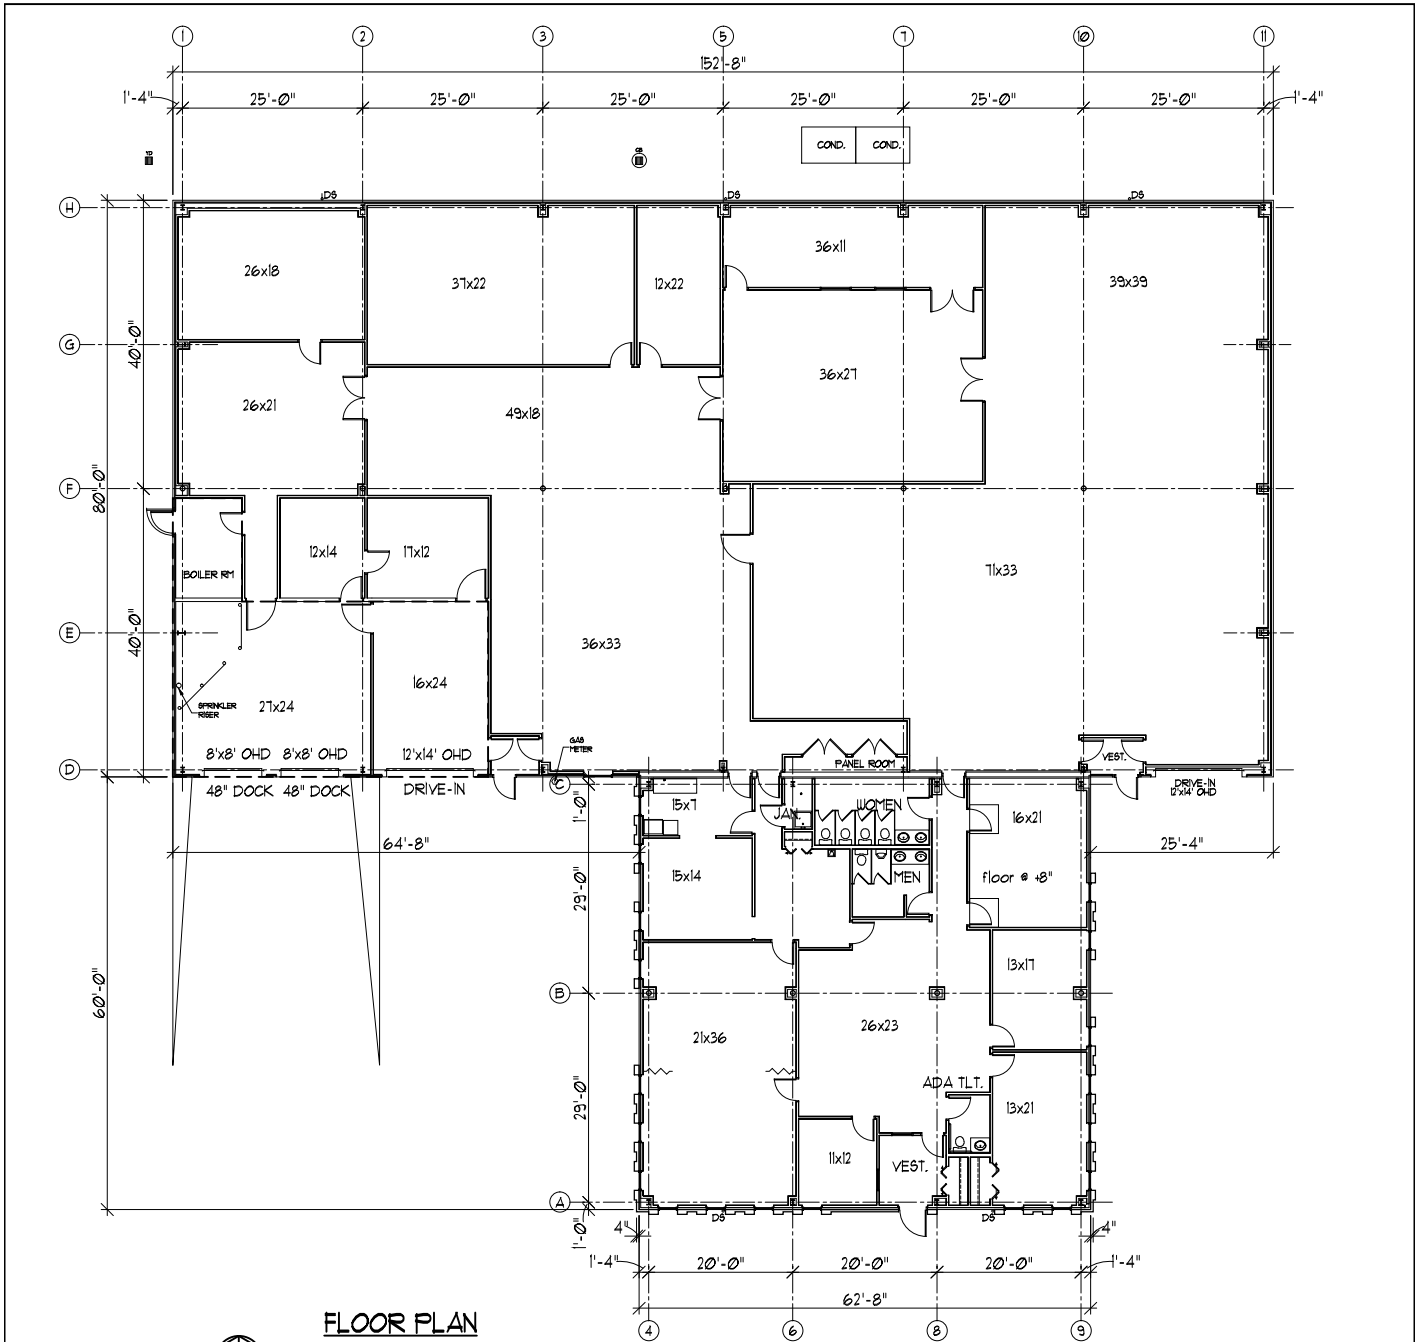 1 2 3 5 7 10 11
152'-8"
1'-4" 25'-0" 25'-0" 25'-0" 25'-0" 25'-0" 25'-0" 1'-4"
COND. COND.
DS DS DS
H
36x11
26x18 37x22 12x22 39x39
40'-0"
G
36x27
26x21 49x18
80'-0"
F
12x14 17x12
BOILER RM 71x33
40'-0"
E
36x33
16x24
SPRINKLER
RISER
27x24
GAS
METER
8'x8' OHD 8'x8' OHD 12'x14' OHD
VEST.
PANEL ROOM
D
48" DOCK 48" DOCK DRIVE-IN
DRIVE-IN
12'x14' OHD
C
1'-0"
15x7 JAN. WOMEN 16x21
64'-8" 25'-4"
15x14 MEN floor @ +8"
29'-0"
13x17
60'-0"
B
21x36 26x23
ADA TLT.
29'-0"
13x21
11x12 VEST.
A
DS DS
1'-0"
4" 4"
1'-4" 20'-0" 20'-0" 20'-0" 1'-4"
62'-8"
FLOOR PLAN
4 6 8 9